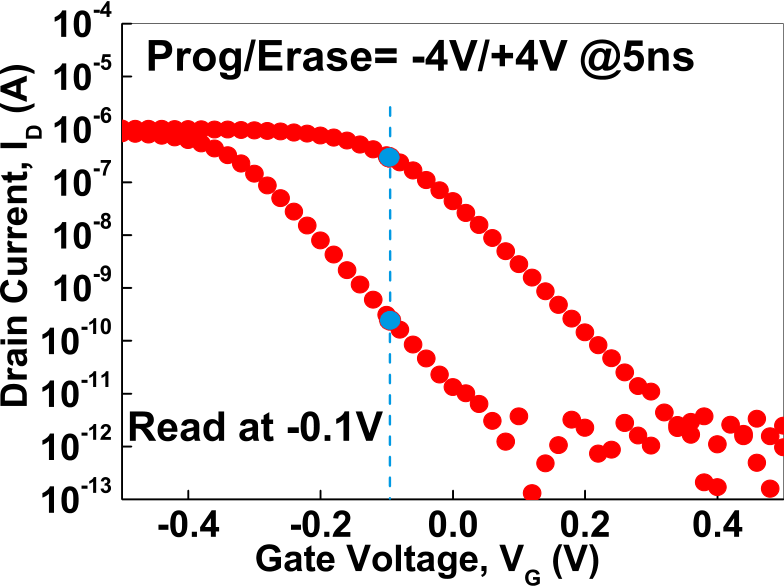 Prog/Erase= -4V/+4V @5ns
Read at -0.1V
Drain Current, I_D (A)
10^-4
10^-5
10^-6
10^-7
10^-8
10^-9
10^-10
10^-11
10^-12
10^-13
-0.4 -0.2 0.0 0.2 0.4
Gate Voltage, V_G (V)